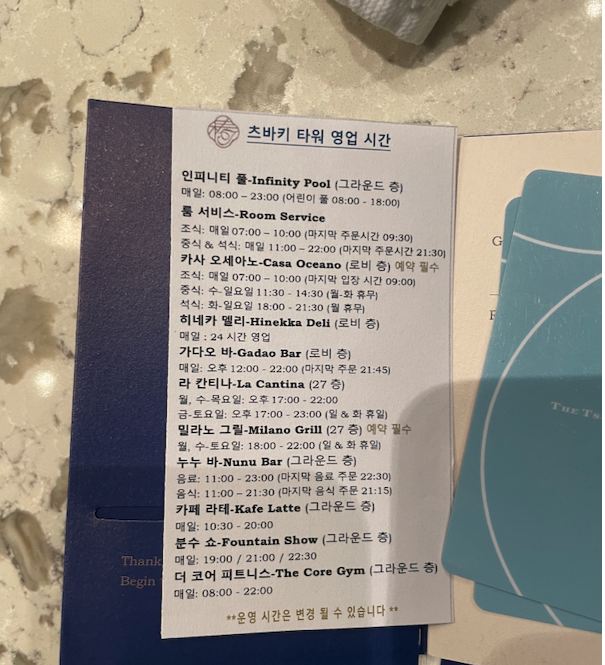 츠바키 타워 영업 시간
인피니티 풀-Infinity Pool (그라운드 층)
매일: 08:00 – 23:00 (어린이 풀 08:00 - 18:00)
룸 서비스-Room Service
조식: 매일 07:00 – 10:00 (마지막 주문시간 09:30)
중식 & 석식: 매일 11:00 – 22:00 (마지막 주문시간 21:30)
카사 오세아노-Casa Oceano (로비 층) 예약 필수
조식: 매일 07:00 – 10:00 (마지막 입장 시간 09:00)
중식: 수-일요일 11:30 - 14:30 (월-화 휴무)
석식: 화-일요일 18:00 - 21:30 (월 휴무)
히네카 델리-Hinekka Deli (로비 층)
매일 : 24 시간 영업
가다오 바-Gadao Bar (로비 층)
매일: 오후 12:00 - 22:00 (마지막 주문 21:45)
라 칸티나-La Cantina (27 층)
월, 수-목요일: 오후 17:00 - 22:00
금-토요일: 오후 17:00 - 23:00 (일 & 화 휴일)
밀라노 그릴-Milano Grill (27 층) 예약 필수
월, 수-토요일: 18:00 - 22:00 (일 & 화 휴일)
누누 바-Nunu Bar (그라운드 층)
음료: 11:00 - 23:00 (마지막 음료 주문 22:30)
음식: 11:00 – 21:30 (마지막 음식 주문 21:15)
카페 라테-Kafe Latte (그라운드 층)
매일: 10:30 - 20:00
분수 쇼-Fountain Show (그라운드 층)
매일: 19:00 / 21:00 / 22:30
더 코어 피트니스-The Core Gym (그라운드 층)
매일: 08:00 - 22:00
**운영 시간은 변경 될 수 있습니다 **
Thank
Begin
THE TS